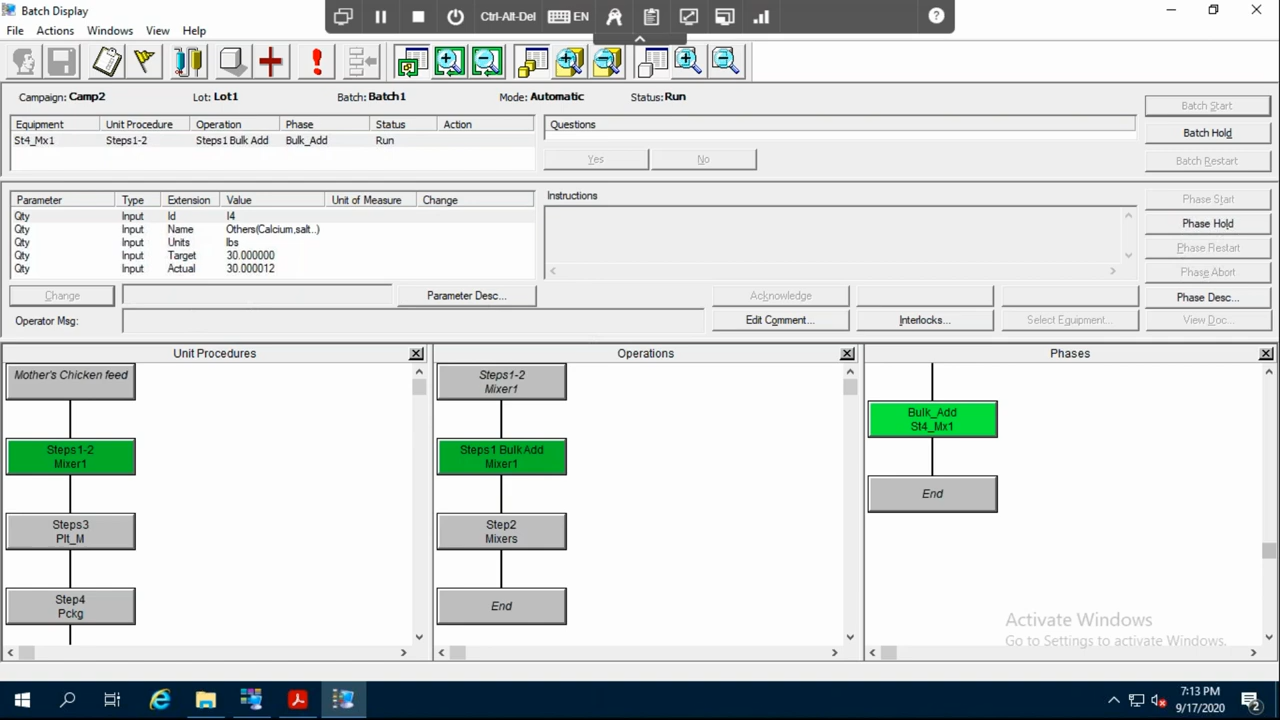 Batch Display
Ctrl-Alt-Del EN
File Actions Windows View Help
Campaign: Camp2 Lot: Lot1 Batch: Batch1 Mode: Automatic Status: Run
Batch Start
Batch Hold
Batch Restart
Equipment Unit Procedure Operation Phase Status Action
St4_Mx1 Steps1-2 Steps1 Bulk Add Bulk_Add Run
Questions
Yes No
Parameter Type Extension Value Unit of Measure Change
Qty Input Id I4
Qty Input Name Others(Calcium,salt..)
Qty Input Units lbs
Qty Input Target 30.000000
Qty Input Actual 30.000012
Instructions
Phase Start
Phase Hold
Phase Restart
Phase Abort
Change Parameter Desc... Acknowledge Phase Desc...
Operator Msg: Edit Comment... Interlocks... Select Equipment... View Doc...
Unit Procedures
Mother's Chicken feed
Steps1-2
Mixer1
Steps3
Plt_M
Step4
Pckg
Operations
Steps1-2
Mixer1
Steps1 Bulk Add
Mixer1
Step2
Mixers
End
Phases
Bulk_Add
St4_Mx1
End
Activate Windows
Go to Settings to activate Windows.
7:13 PM
9/17/2020
2